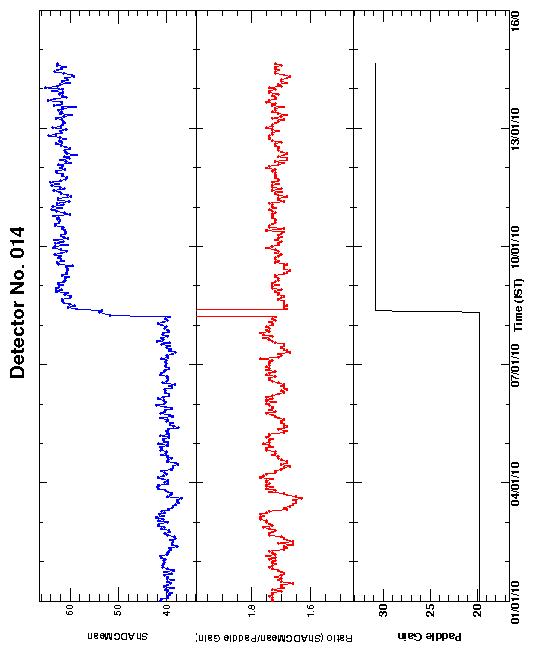 Detector No. 014
ShADCMean
60
50
40
Ratio (ShADCMean/Paddle Gain)
1.8
1.6
Paddle Gain
30
25
20
01/01/10
04/01/10
07/01/10
10/01/10
13/01/10
16/0
Time (IST)